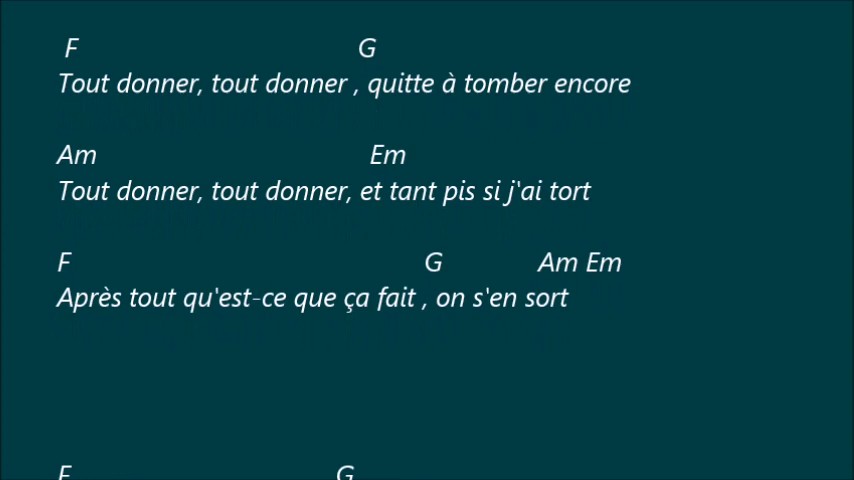 F G
Tout donner, tout donner , quitte à tomber encore
Am Em
Tout donner, tout donner, et tant pis si j'ai tort
F G Am Em
Après tout qu'est-ce que ça fait , on s'en sort
F G